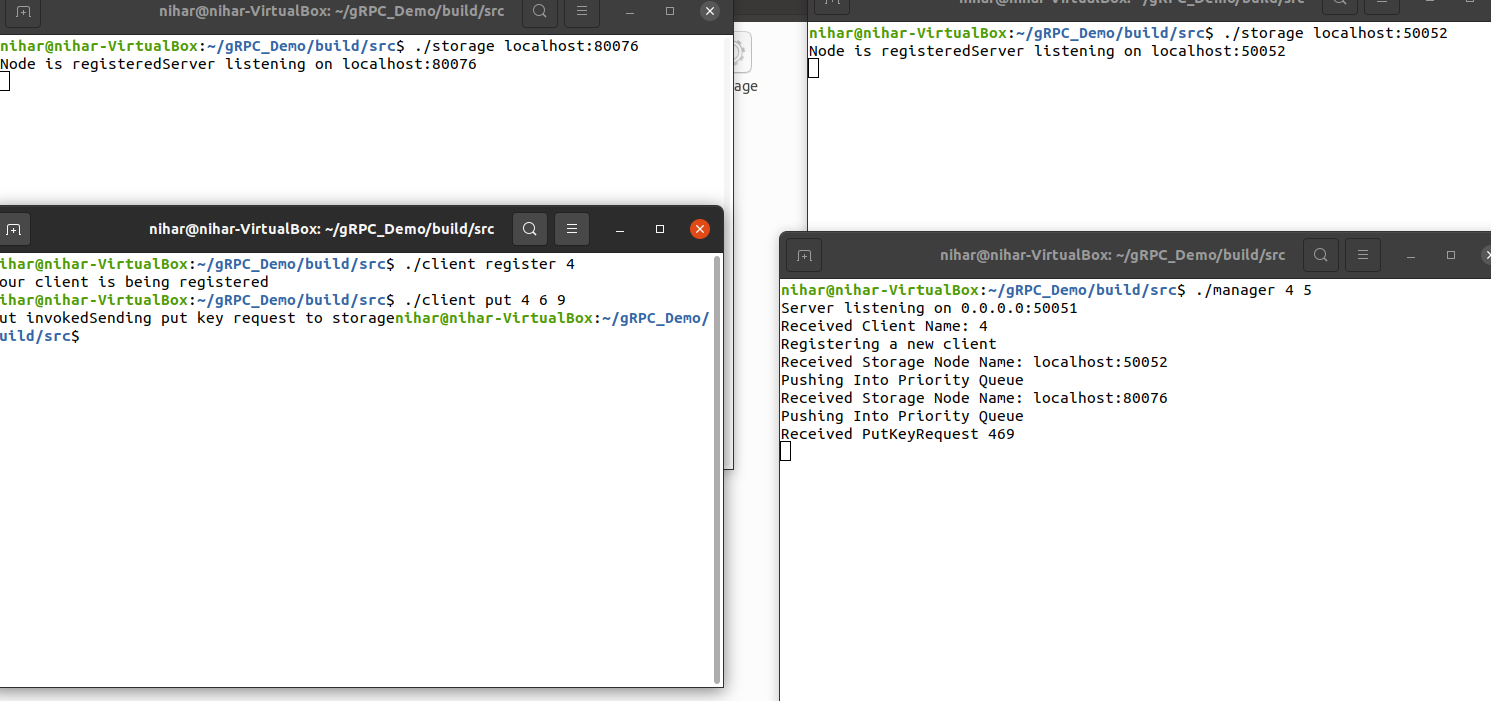 nihar@nihar-VirtualBox: ~/gRPC_Demo/build/src
nihar@nihar-VirtualBox:~/gRPC_Demo/build/src$ ./storage localhost:80076
Node is registeredServer listening on localhost:80076
age
nihar@nihar-VirtualBox: ~/gRPC_Demo/build/src
nihar@nihar-VirtualBox:~/gRPC_Demo/build/src$ ./storage localhost:50052
Node is registeredServer listening on localhost:50052
nihar@nihar-VirtualBox: ~/gRPC_Demo/build/src
ihar@nihar-VirtualBox:~/gRPC_Demo/build/src$ ./client register 4
our client is being registered
ihar@nihar-VirtualBox:~/gRPC_Demo/build/src$ ./client put 4 6 9
ut invokedSending put key request to storagenihar@nihar-VirtualBox:~/gRPC_Demo/
uild/src$
nihar@nihar-VirtualBox: ~/gRPC_Demo/build/src
nihar@nihar-VirtualBox:~/gRPC_Demo/build/src$ ./manager 4 5
Server listening on 0.0.0.0:50051
Received Client Name: 4
Registering a new client
Received Storage Node Name: localhost:50052
Pushing Into Priority Queue
Received Storage Node Name: localhost:80076
Pushing Into Priority Queue
Received PutKeyRequest 469